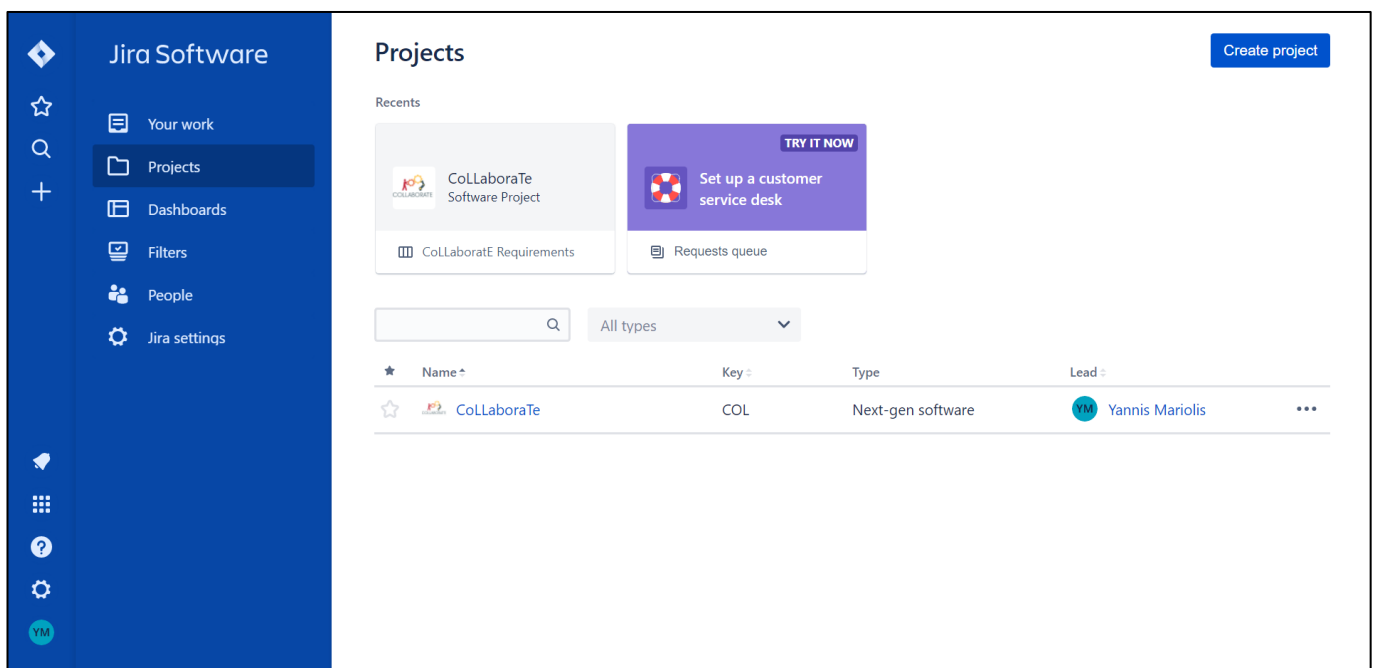 Jira Software
Your work
Projects
Dashboards
Filters
People
Jira settings
YM
Projects
Create project
Recents
COLLABORATE
CoLLaboraTe
Software Project
CoLLaboratE Requirements
TRY IT NOW
Set up a customer
service desk
Requests queue
All types
Name Key Type Lead
CoLLaboraTe COL Next-gen software YM Yannis Mariolis